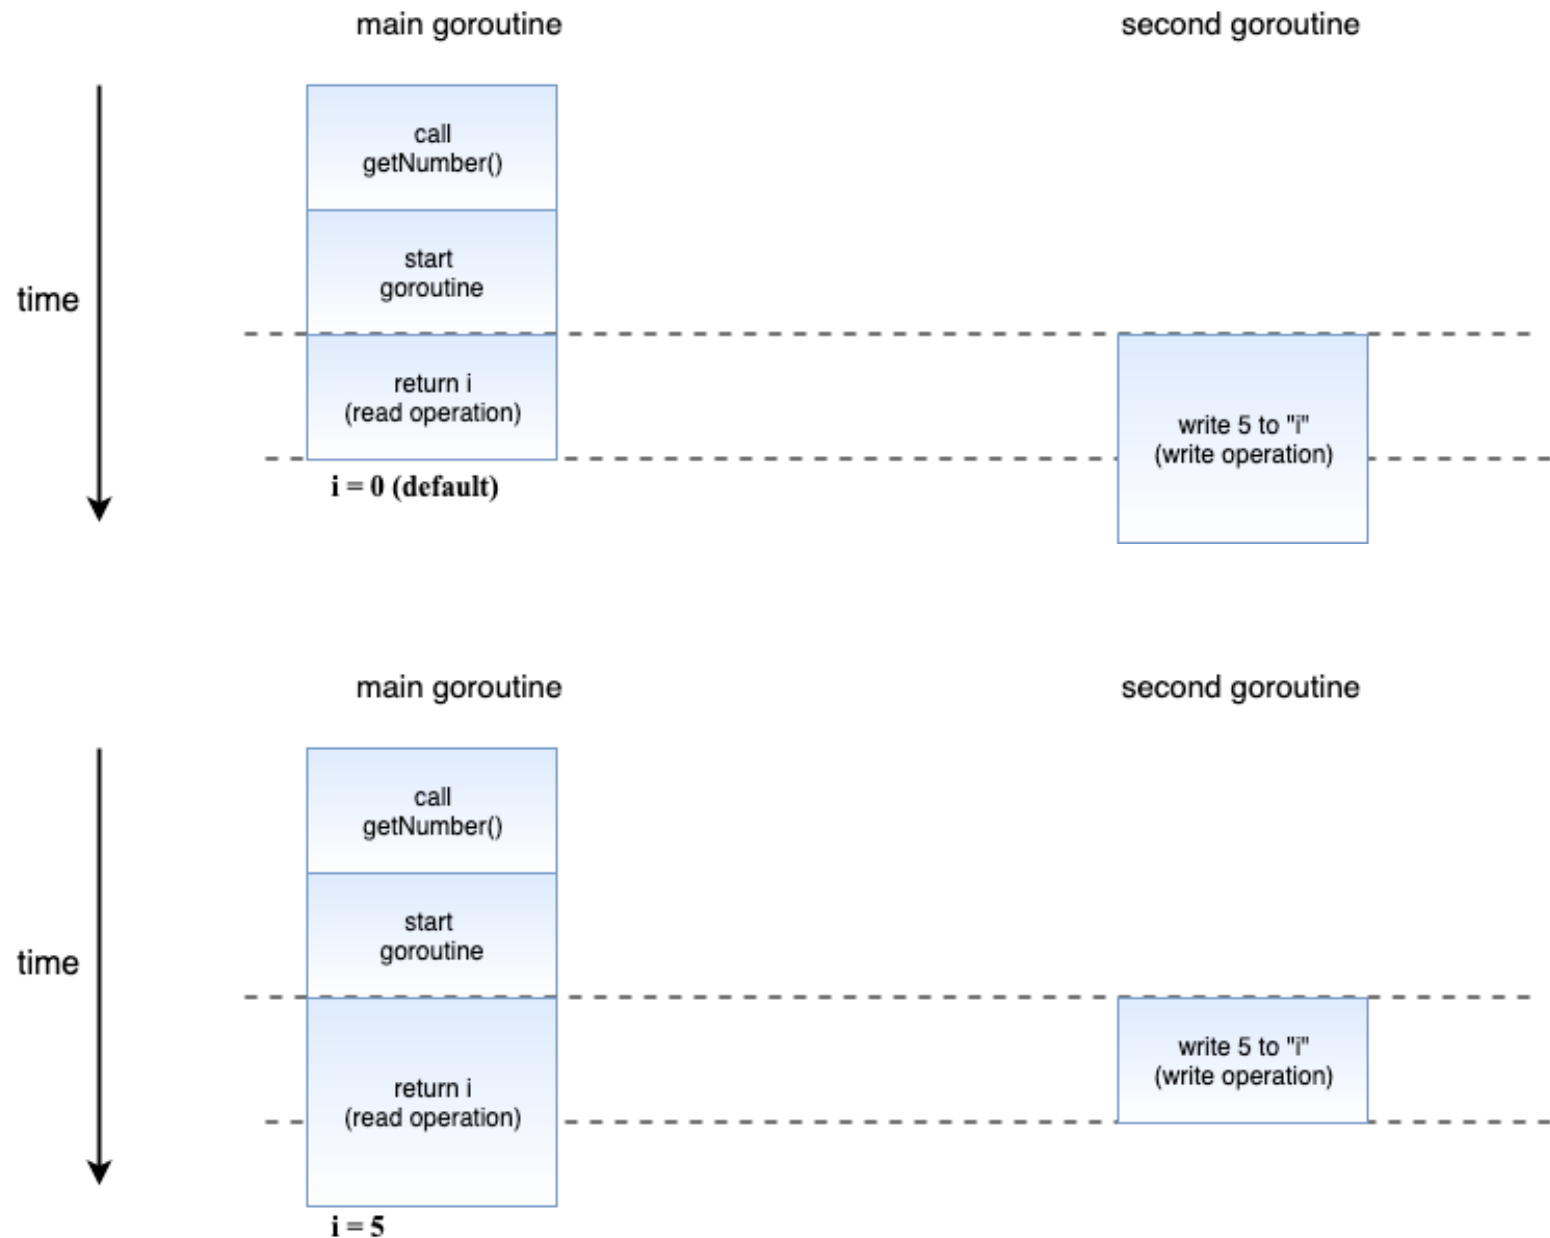 main goroutine
second goroutine
call
getNumber()
start
goroutine
time
return i
(read operation)
write 5 to "i"
(write operation)
i = 0 (default)
main goroutine
second goroutine
call
getNumber()
start
goroutine
time
write 5 to "i"
(write operation)
return i
(read operation)
i = 5